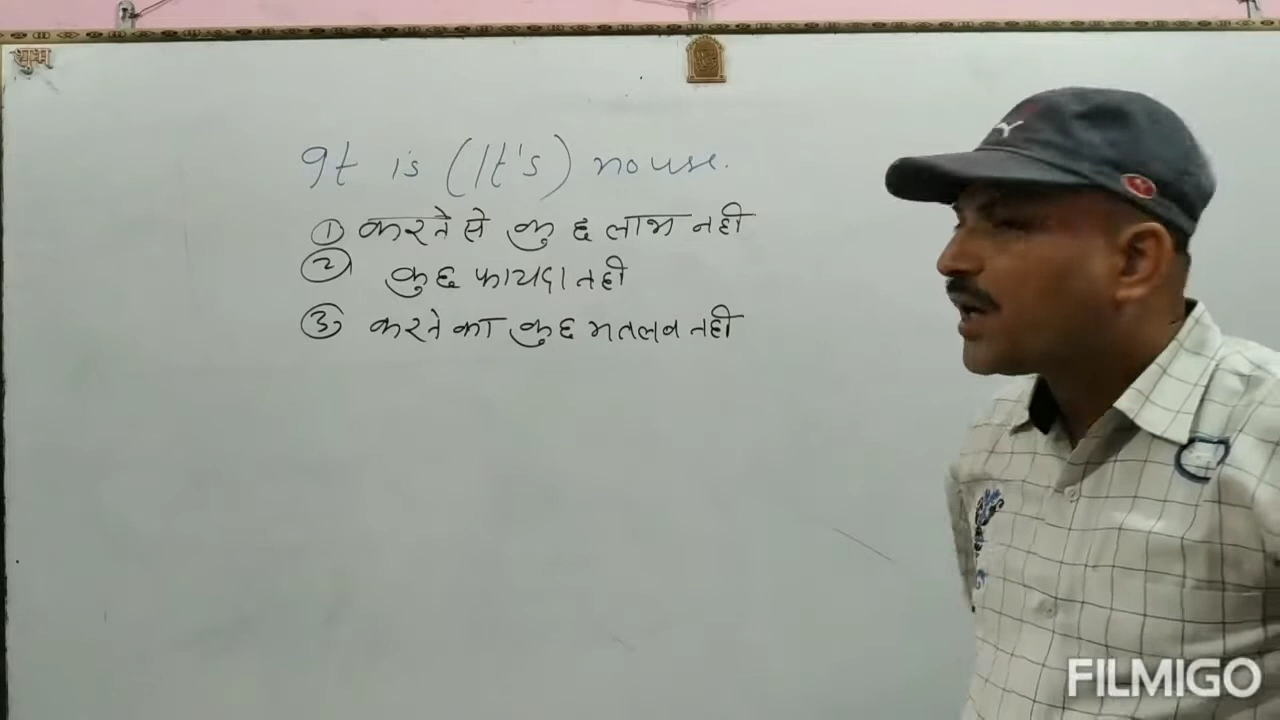 शुभ
It is (It's) no use.
① करने से कुछ लाभ नही
② कुछ फायदा नही
③ करने का कुछ मतलब नही
FILMIGO